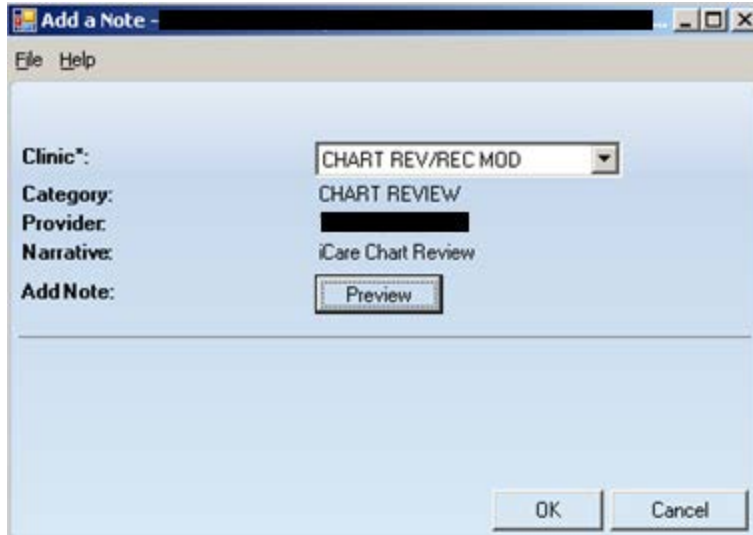 Add a Note - ...
File Help
Clinic*: CHART REV/REC MOD
Category: CHART REVIEW
Provider:
Narrative: iCare Chart Review
Add Note: Preview
OK Cancel